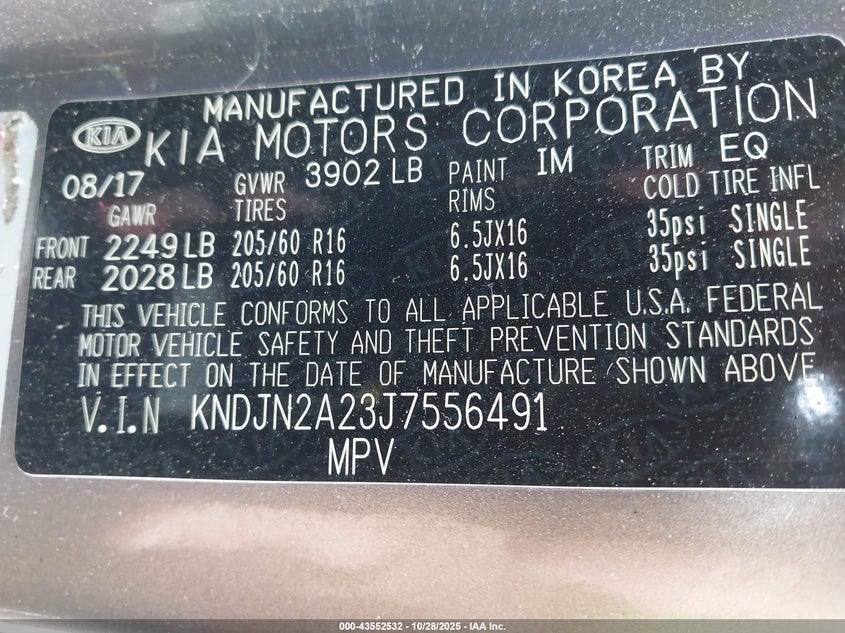 MANUFACTURED IN KOREA BY
KIA KIA MOTORS CORPORATION
08/17 GVWR 3902 LB PAINT IM TRIM EQ
GAWR TIRES RIMS COLD TIRE INFL
FRONT 2249 LB 205/60 R16 6.5JX16 35psi SINGLE
REAR 2028 LB 205/60 R16 6.5JX16 35psi SINGLE
THIS VEHICLE CONFORMS TO ALL APPLICABLE U.S.A. FEDERAL
MOTOR VEHICLE SAFETY AND THEFT PREVENTION STANDARDS
IN EFFECT ON THE DATE OF MANUFACTURE SHOWN ABOVE
V.I.N KNDJN2A23J7556491
MPV
000-43552532 - 10/28/2025 - IAA Inc.